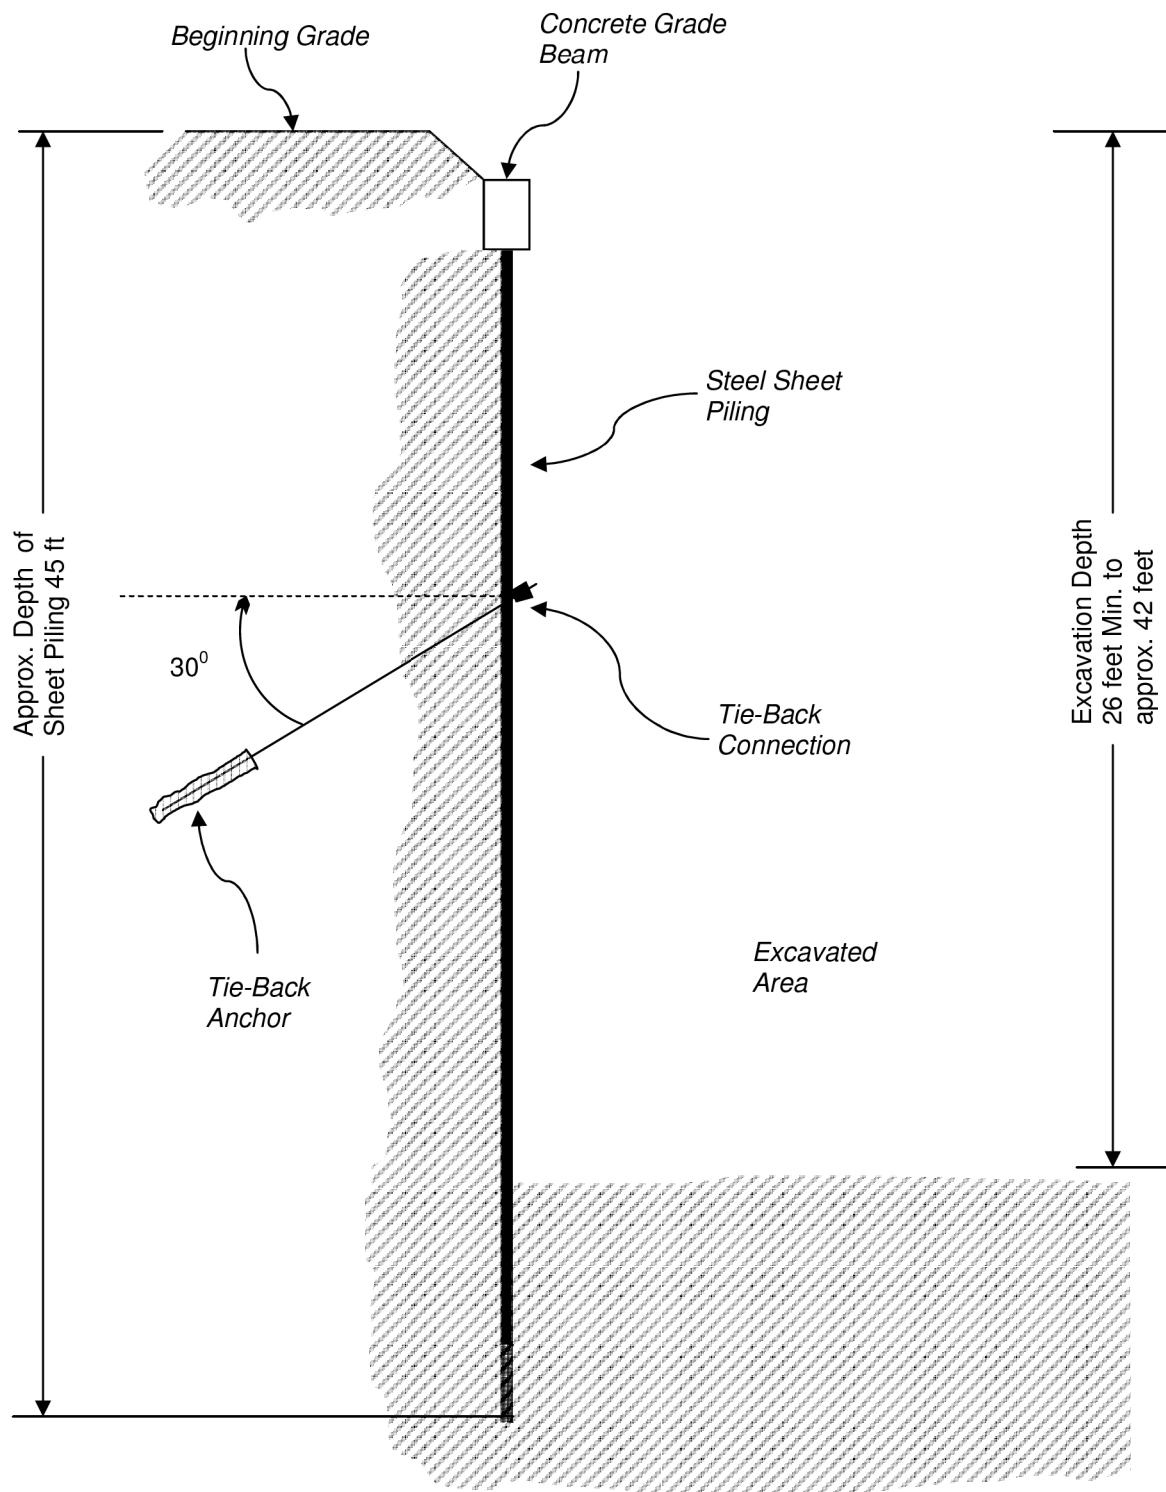 Beginning Grade
Concrete Grade
Beam
Steel Sheet
Piling
Approx. Depth of
Sheet Piling 45 ft
Excavation Depth
26 feet Min. to
approx. 42 feet
30⁰
Tie-Back
Connection
Excavated
Area
Tie-Back
Anchor